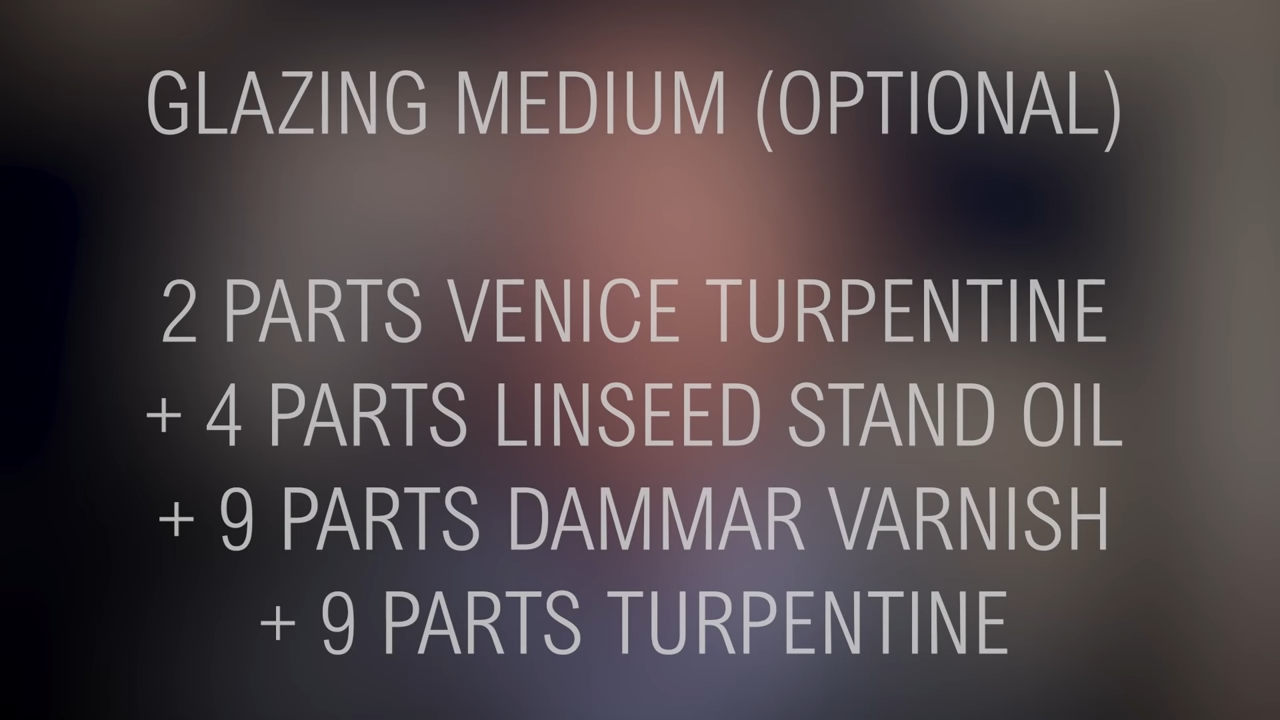 GLAZING MEDIUM (OPTIONAL)
2 PARTS VENICE TURPENTINE
+ 4 PARTS LINSEED STAND OIL
+ 9 PARTS DAMMAR VARNISH
+ 9 PARTS TURPENTINE